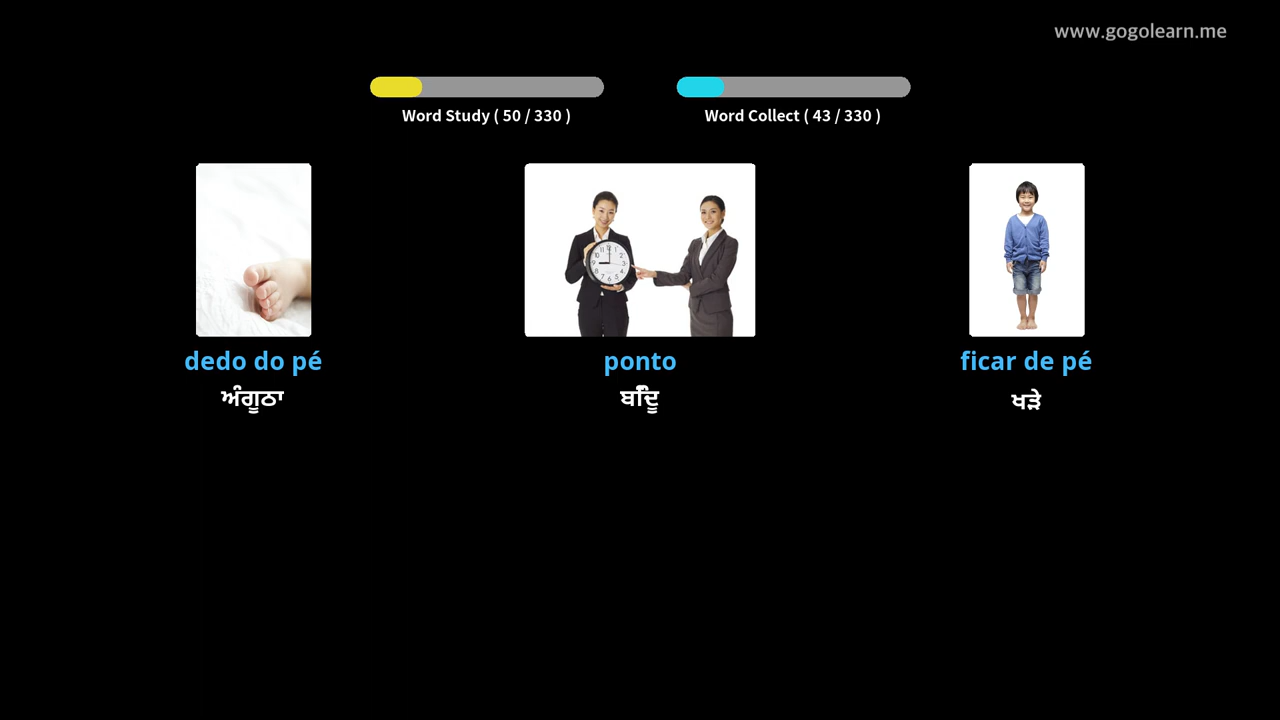 www.gogolearn.me
Word Study ( 50 / 330 )
Word Collect ( 43 / 330 )
dedo do pé
ਅੰਗੂਠਾ
ponto
ਬਿੰਦੂ
ficar de pé
ਖੜੇ